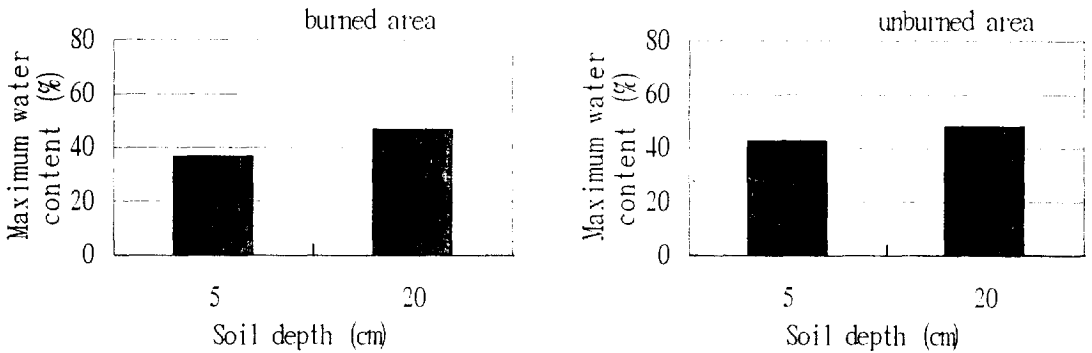 burned area
Maximum water
content (%)
80
60
40
20
0
5 20
Soil depth (cm)
unburned area
Maximum water
content (%)
80
60
40
20
0
5 20
Soil depth (cm)